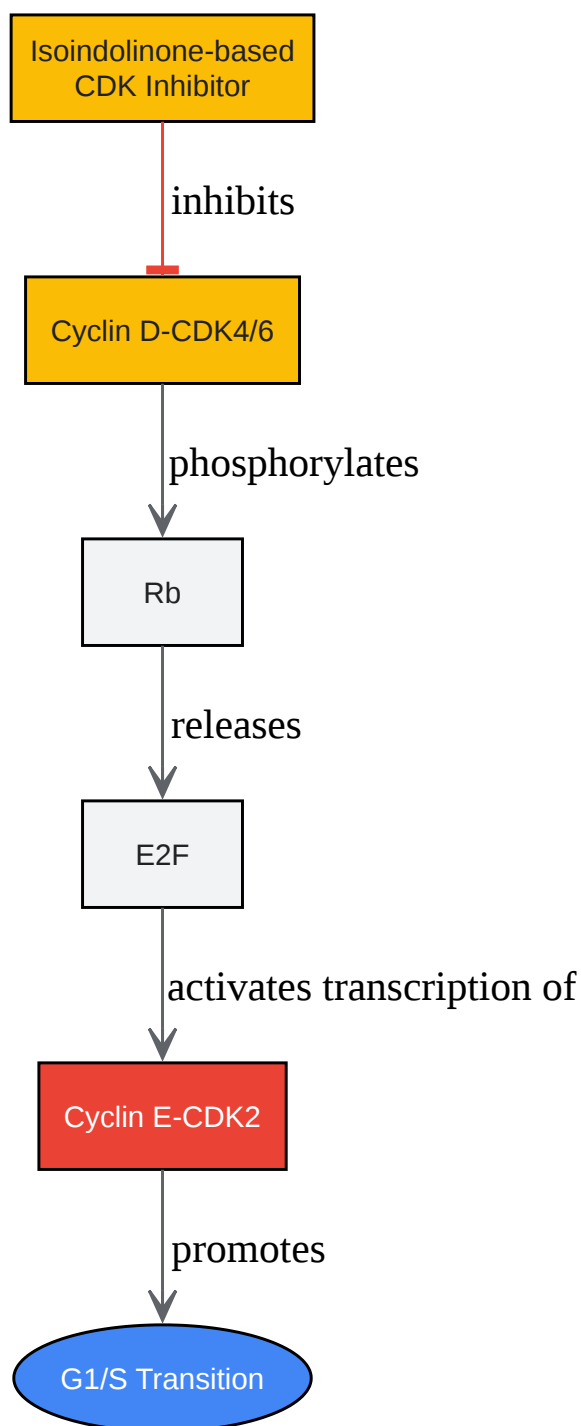 Isoindolinone-based
CDK Inhibitor
inhibits
Cyclin D-CDK4/6
phosphorylates
Rb
releases
E2F
activates transcription of
Cyclin E-CDK2
promotes
G1/S Transition